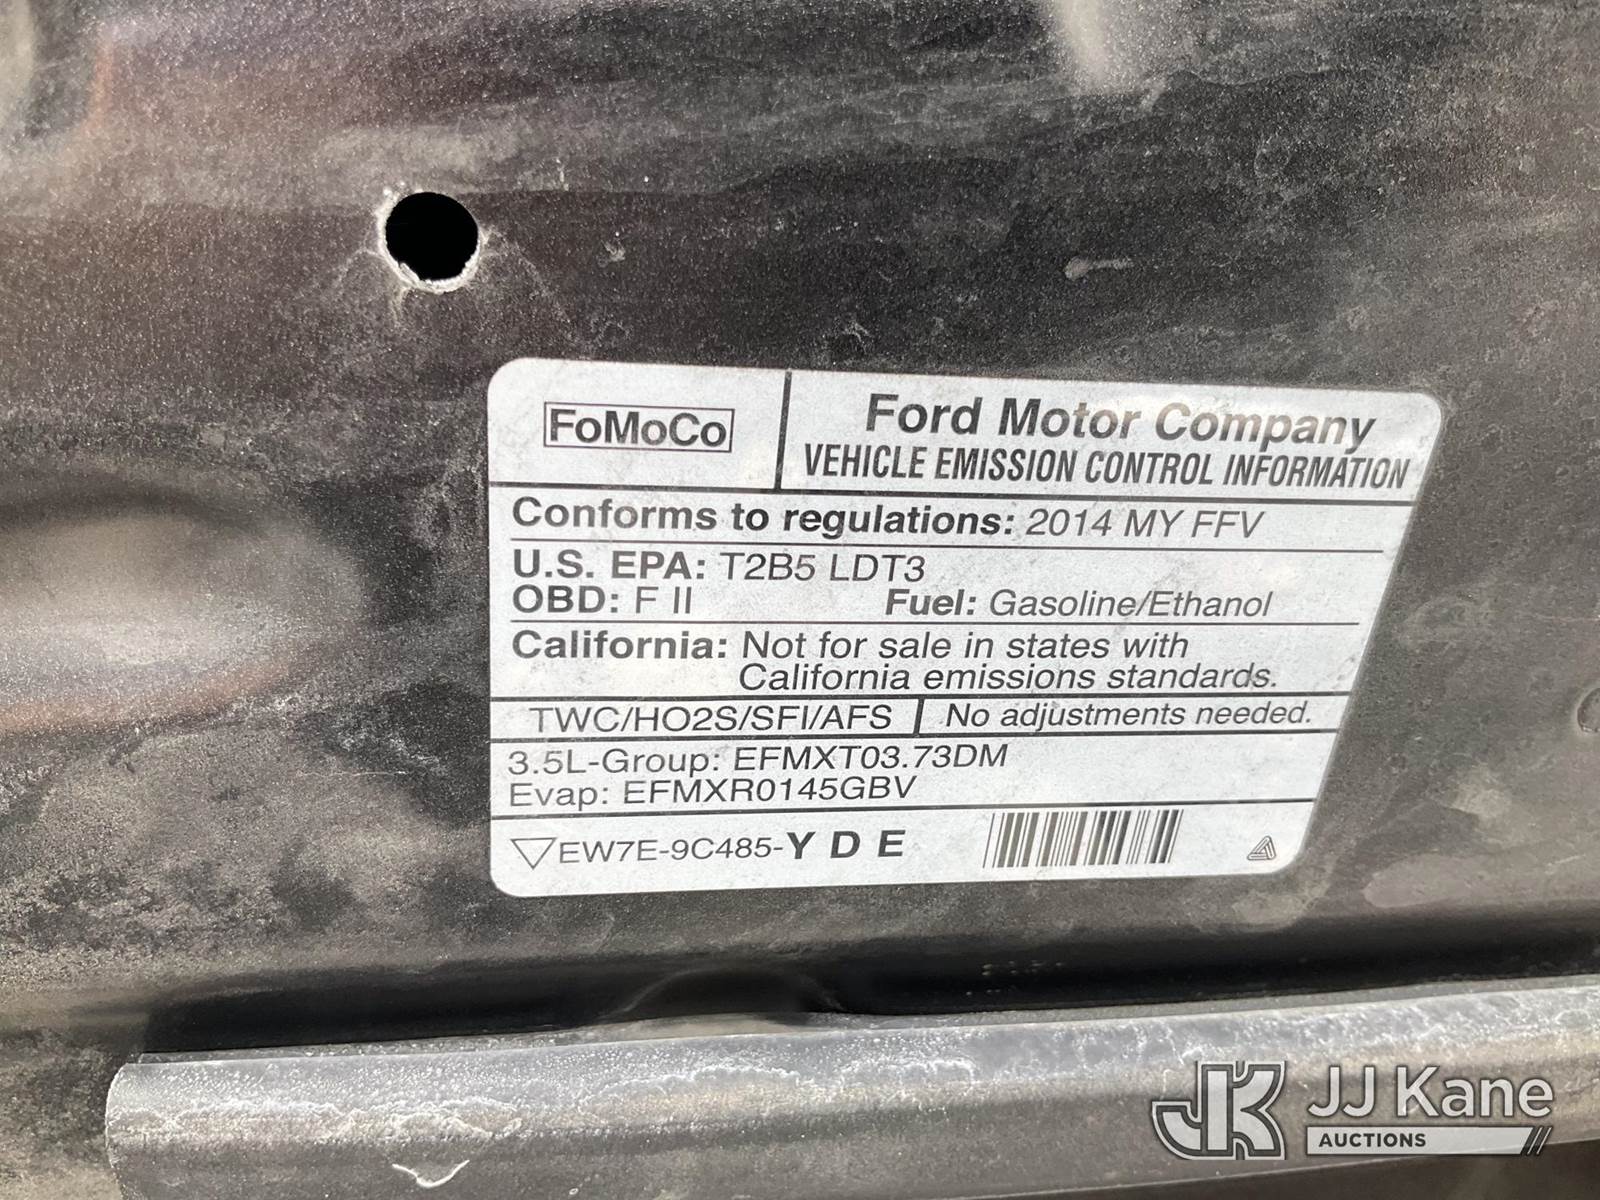 FoMoCo
Ford Motor Company
VEHICLE EMISSION CONTROL INFORMATION
Conforms to regulations: 2014 MY FFV
U.S. EPA: T2B5 LDT3
OBD: F II Fuel: Gasoline/Ethanol
California: Not for sale in states with
California emissions standards.
TWC/HO2S/SFI/AFS No adjustments needed.
3.5L-Group: EFMXT03.73DM
Evap: EFMXR0145GBV
EW7E-9C485-Y D E
JK JJ Kane
AUCTIONS